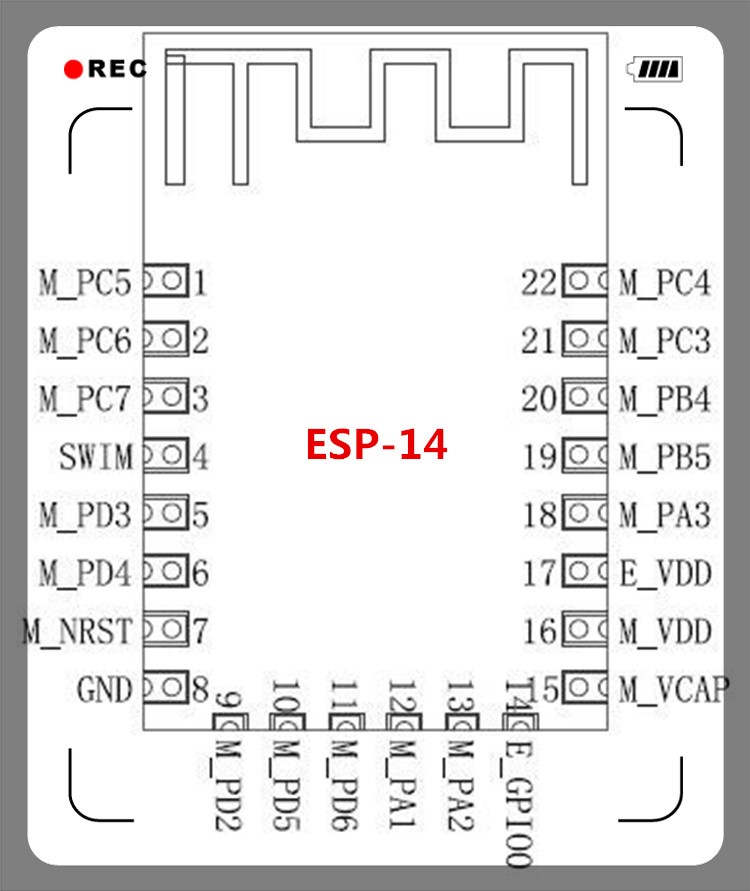 REC
M_PC5 1 22 M_PC4
M_PC6 2 21 M_PC3
M_PC7 3 20 M_PB4
ESP-14
SWIM 4 19 M_PB5
M_PD3 5 18 M_PA3
M_PD4 6 17 E_VDD
M_NRST 7 16 M_VDD
GND 8 15 M_VCAP
9 10 11 12 13 14
M_PD2 M_PD5 M_PD6 M_PA1 M_PA2 E_GPIO0